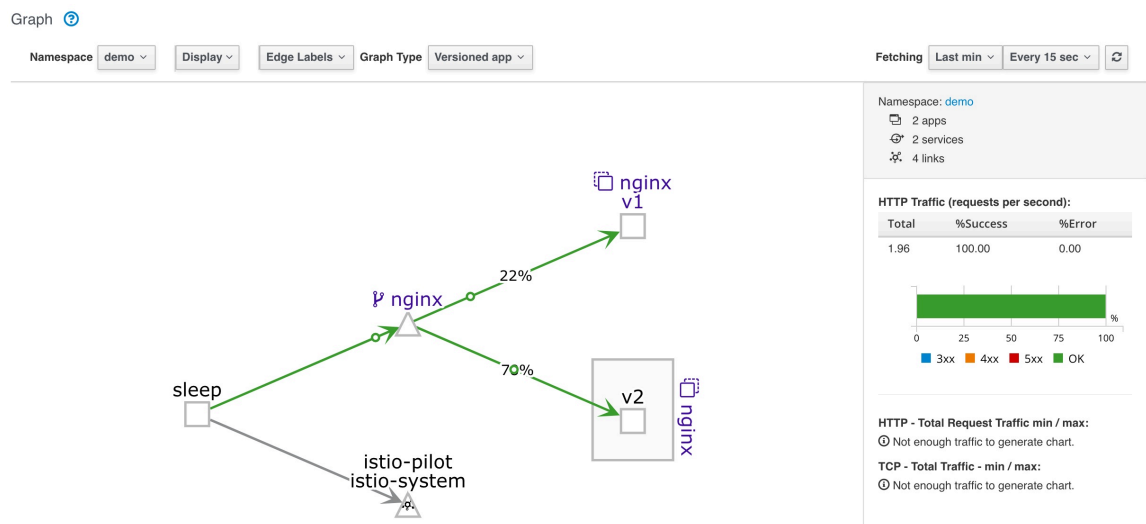 Graph
Namespace demo Display Edge Labels Graph Type Versioned app Fetching Last min Every 15 sec
Namespace: demo
2 apps
2 services
4 links
HTTP Traffic (requests per second):
Total %Success %Error
1.96 100.00 0.00
%
0 25 50 75 100
3xx 4xx 5xx OK
HTTP - Total Request Traffic min / max:
Not enough traffic to generate chart.
TCP - Total Traffic - min / max:
Not enough traffic to generate chart.
nginx
v1
22%
nginx
sleep
v2
nginx
istio-pilot
istio-system